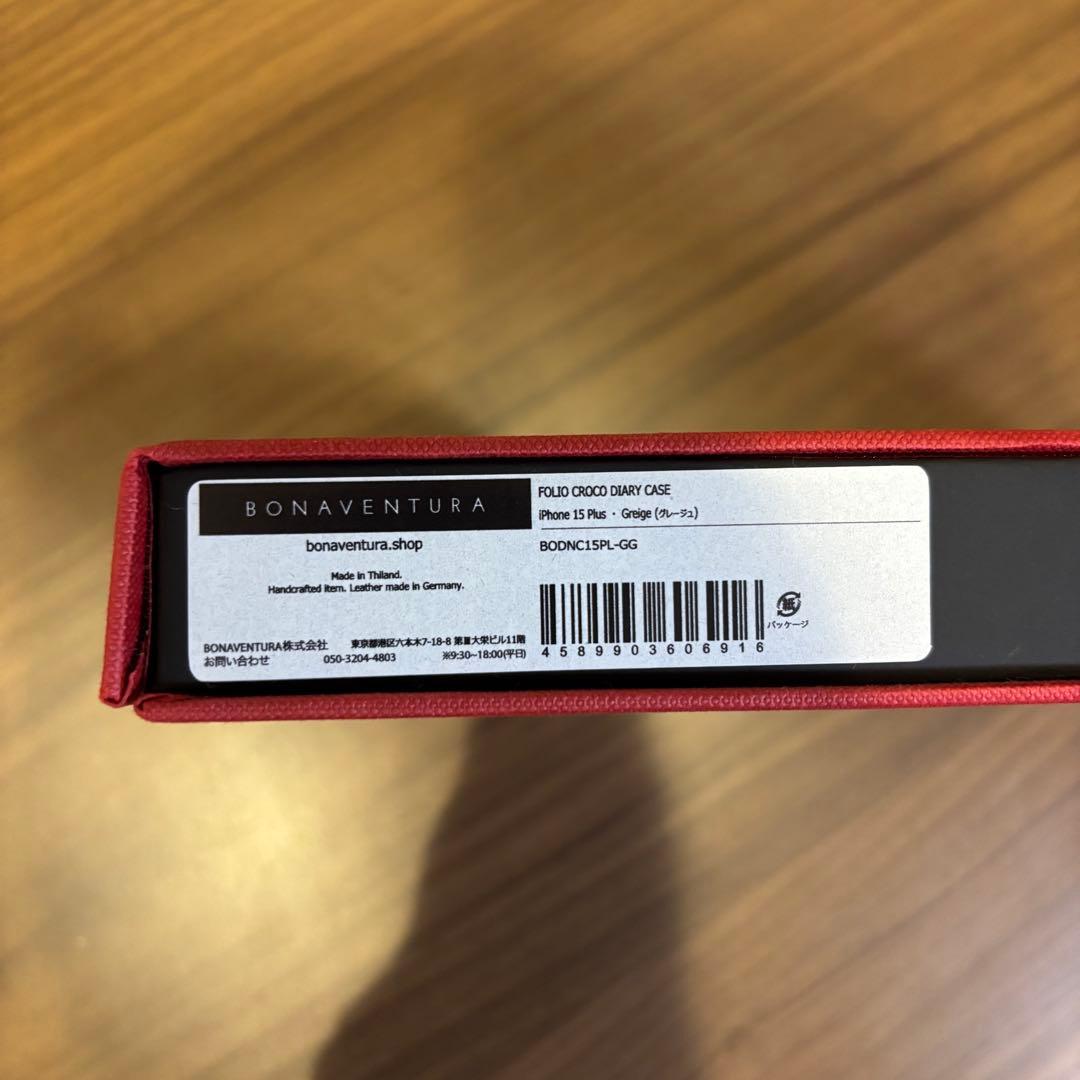 BONAVENTURA
bonaventura.shop
Made in Thiland.
Handcrafted item. Leather made in Germany.
BONAVENTURA株式会社 東京都港区六本木7-18-8 第Ⅲ大栄ビル11階
お問い合わせ 050-3204-4803 ※9:30~18:00(平日)
FOLIO CROCO DIARY CASE
iPhone 15 Plus ・ Greige (グレージュ)
BODNC15PL-GG
4589903606916
紙
パッケージ